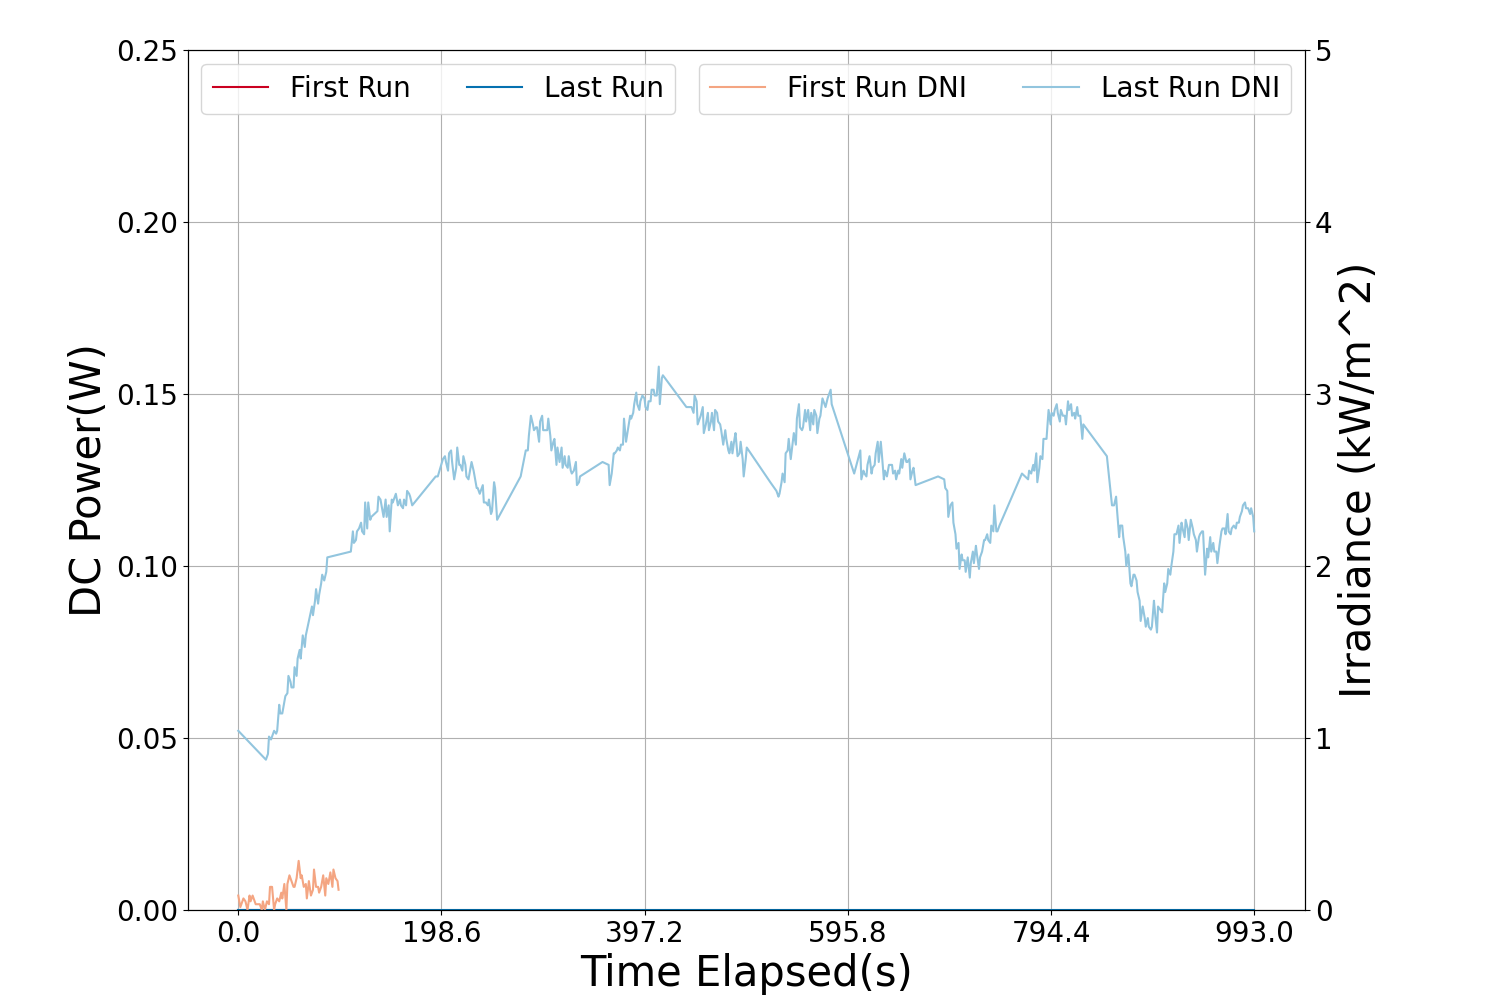 First Run
Last Run
First Run DNI
Last Run DNI
0.25
0.20
0.15
0.10
0.05
0.00
DC Power(W)
5
4
3
2
1
0
Irradiance (kW/m^2)
0.0
198.6
397.2
595.8
794.4
993.0
Time Elapsed(s)